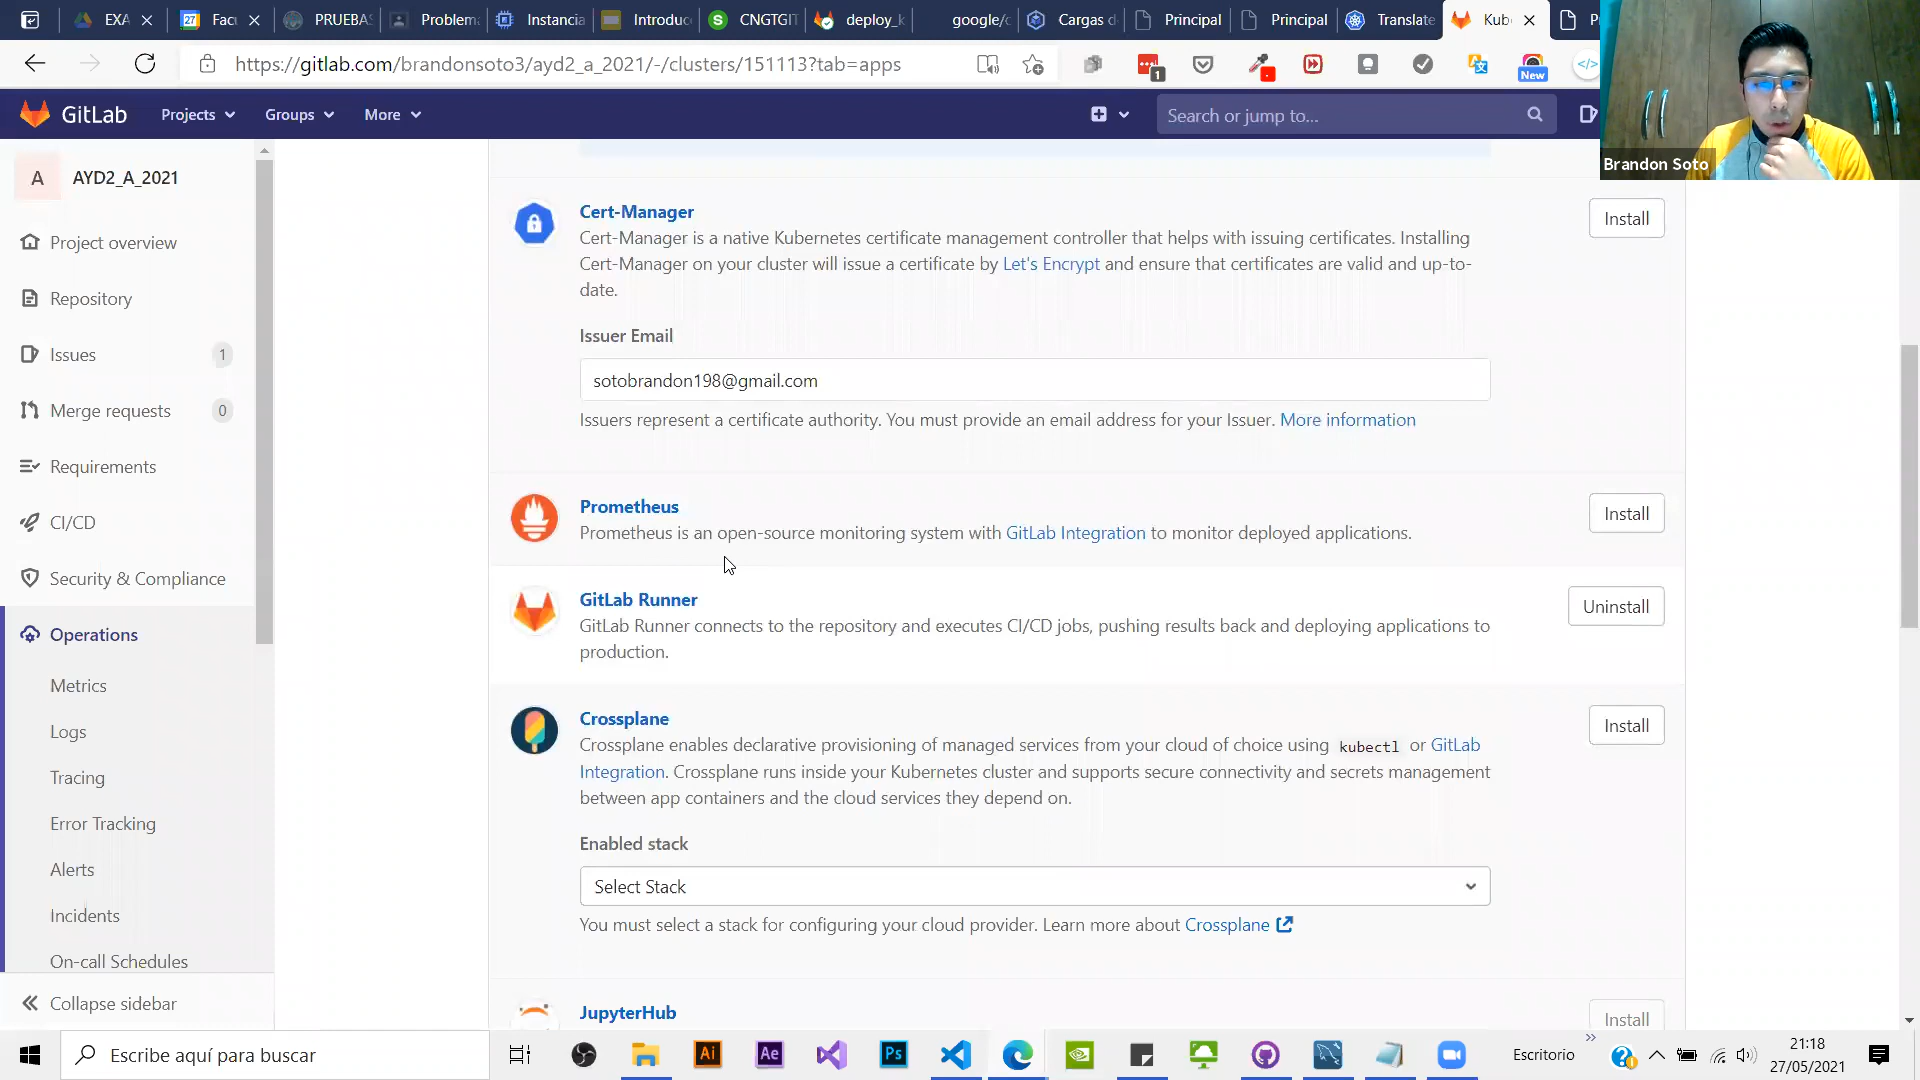 EXA
Facu
PRUEBAS
Problema
Instancia
Introduc
CNGTGIT
deploy_k
google/c
Cargas d
Principal
Principal
Translate
Kub
https://gitlab.com/brandonsoto3/ayd2_a_2021/-/clusters/151113?tab=apps
1
New
GitLab
Projects
Groups
More
Search or jump to...
Brandon Soto
A
AYD2_A_2021
Project overview
Repository
Issues
1
Merge requests
0
Requirements
CI/CD
Security & Compliance
Operations
Metrics
Logs
Tracing
Error Tracking
Alerts
Incidents
On-call Schedules
Collapse sidebar
Cert-Manager
Install
Cert-Manager is a native Kubernetes certificate management controller that helps with issuing certificates. Installing
Cert-Manager on your cluster will issue a certificate by Let's Encrypt and ensure that certificates are valid and up-to-
date.
Issuer Email
sotobrandon198@gmail.com
Issuers represent a certificate authority. You must provide an email address for your Issuer. More information
Prometheus
Install
Prometheus is an open-source monitoring system with GitLab Integration to monitor deployed applications.
GitLab Runner
Uninstall
GitLab Runner connects to the repository and executes CI/CD jobs, pushing results back and deploying applications to
production.
Crossplane
Install
Crossplane enables declarative provisioning of managed services from your cloud of choice using kubectl or GitLab
Integration. Crossplane runs inside your Kubernetes cluster and supports secure connectivity and secrets management
between app containers and the cloud services they depend on.
Enabled stack
Select Stack
You must select a stack for configuring your cloud provider. Learn more about Crossplane
JupyterHub
Install
Escribe aquí para buscar
Ai
Ae
Ps
Escritorio
21:18
27/05/2021